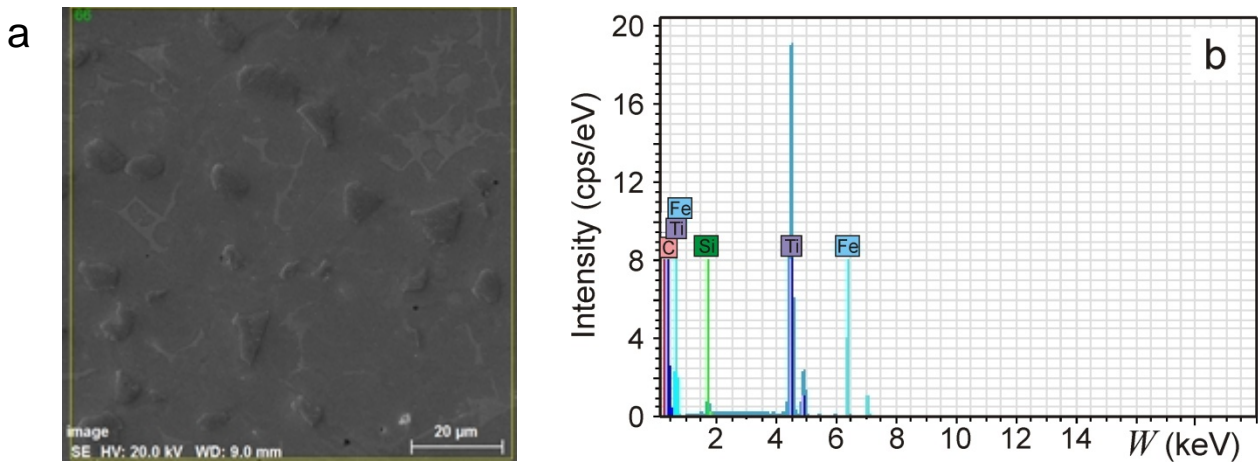 a
66
image
SE HV: 20.0 kV WD: 9.0 mm
20 µm
b
Intensity (cps/eV)
20
16
12
8
4
0
Fe
Ti
C
Si
Ti
Fe
2 4 6 8 10 12 14 W (keV)